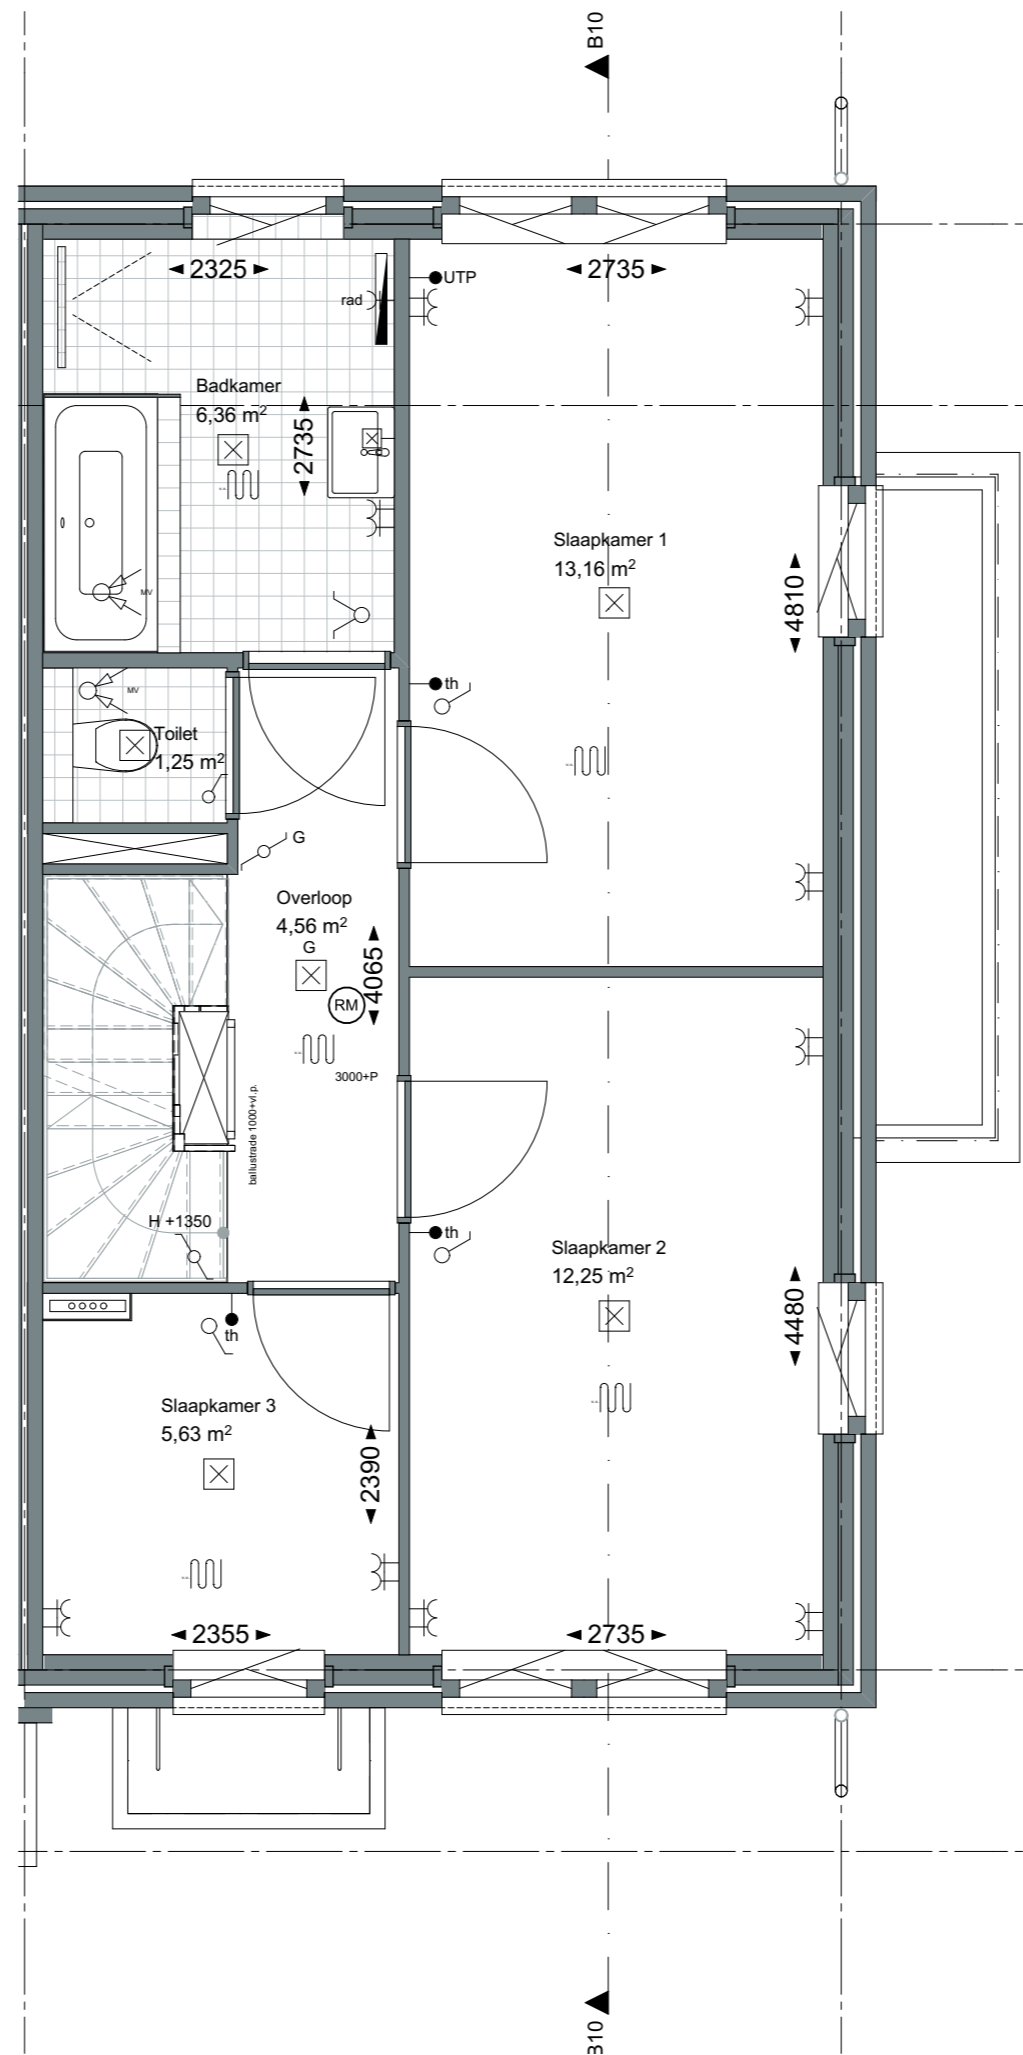 B10
2325
2735
UTP
rad
Badkamer
6,36 m²
2735
MV
Slaapkamer 1
13,16 m²
4810
th
MV
Toilet
1,25 m²
G
Overloop
4,56 m²
G
4065
RM
3000+P
ballustrade 1000+vl.p.
H +1350
th
Slaapkamer 2
12,25 m²
4480
th
Slaapkamer 3
5,63 m²
2390
2355
2735
B10